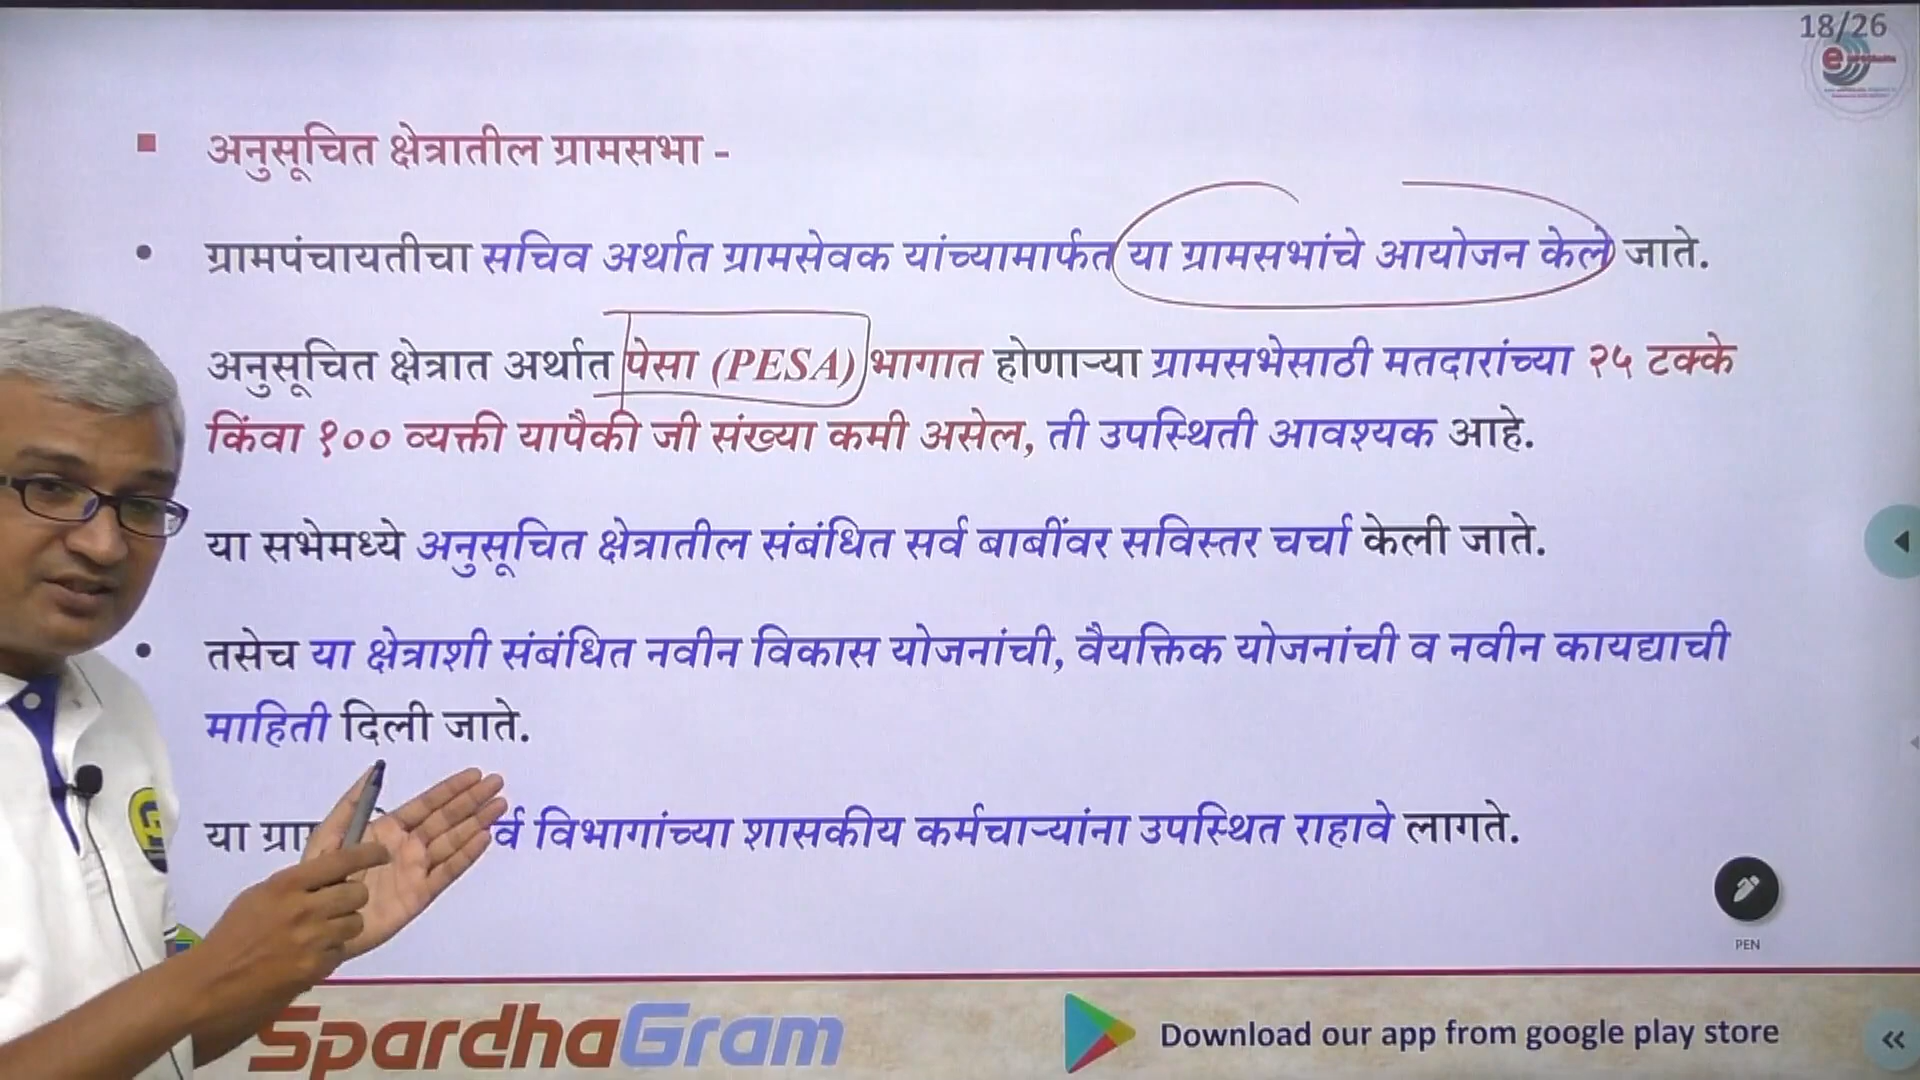 18/26
e
अनुसूचित क्षेत्रातील ग्रामसभा -
ग्रामपंचायतीचा सचिव अर्थात ग्रामसेवक यांच्यामार्फत या ग्रामसभांचे आयोजन केले जाते.
अनुसूचित क्षेत्रात अर्थात पेसा (PESA) भागात होणाऱ्या ग्रामसभेसाठी मतदारांच्या २५ टक्के
किंवा १०० व्यक्ती यापैकी जी संख्या कमी असेल, ती उपस्थिती आवश्यक आहे.
या सभेमध्ये अनुसूचित क्षेत्रातील संबंधित सर्व बाबींवर सविस्तर चर्चा केली जाते.
तसेच या क्षेत्राशी संबंधित नवीन विकास योजनांची, वैयक्तिक योजनांची व नवीन कायद्याची
माहिती दिली जाते.
या विभागांच्या शासकीय कर्मचाऱ्यांना उपस्थित राहावे लागते.
PEN
SpardhaGram
Download our app from google play store